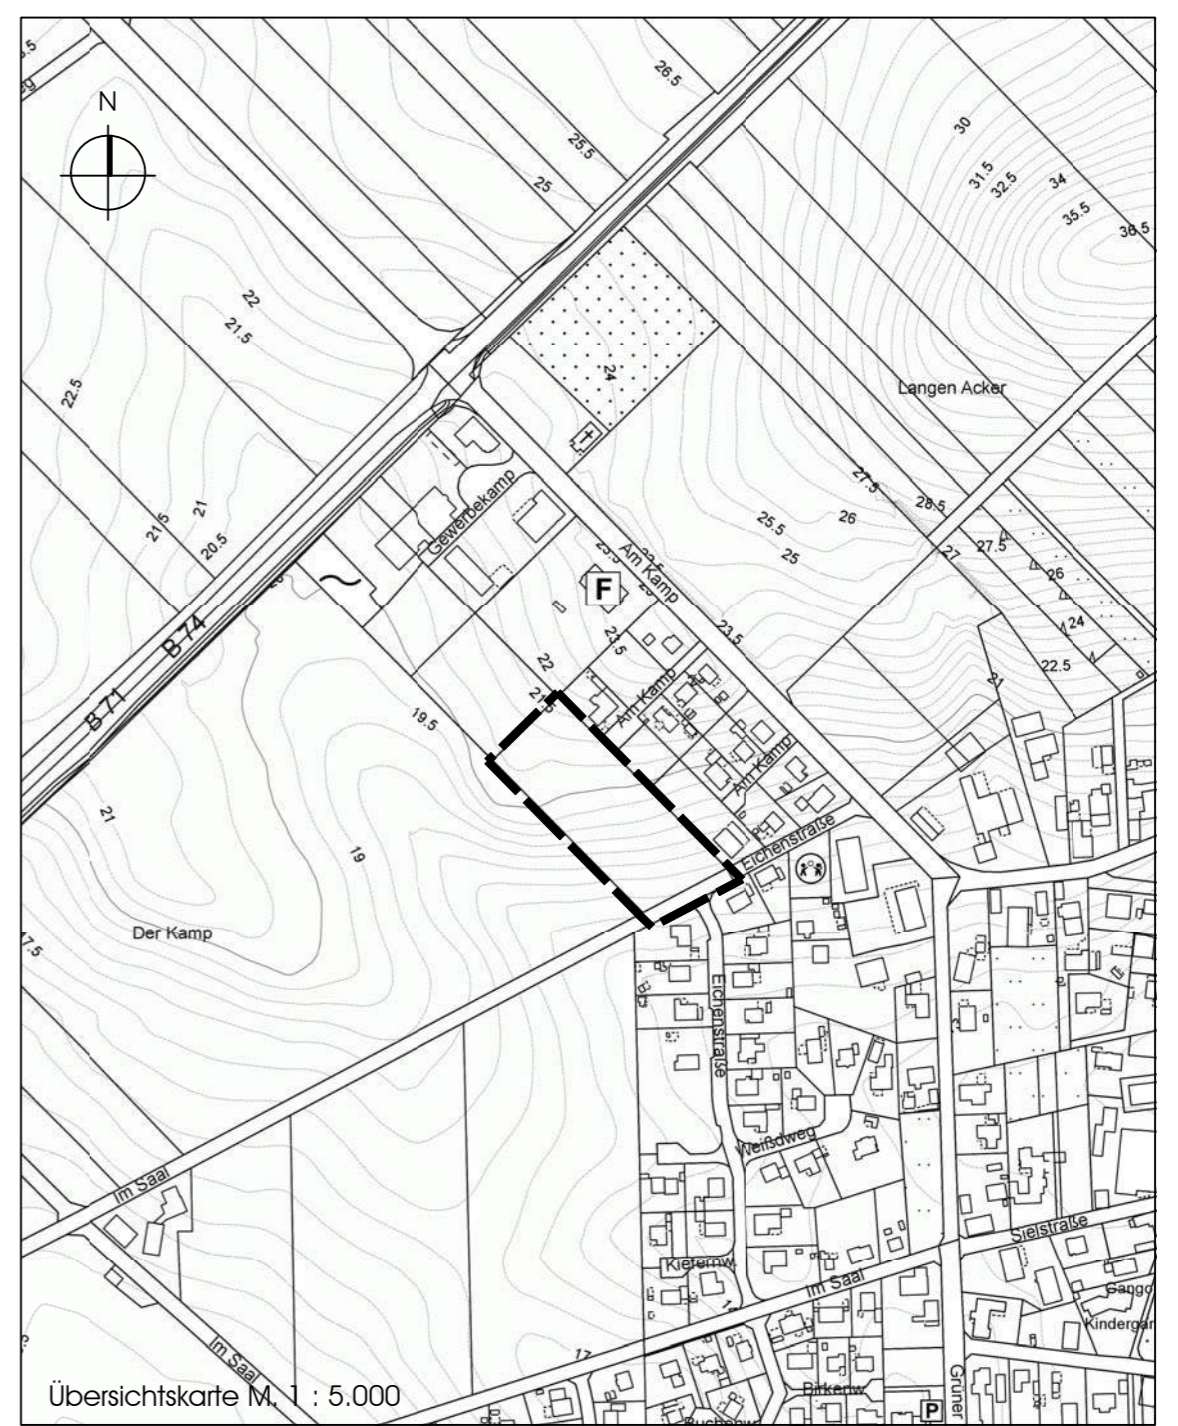 26.5
N
25.5
25
30
31.5
32.5
34
35.5
36.5
22
21.5
24
22.5
Langen Acker
27.5
28.5
21
21.5
20.5
Gewerbekamp
25.5
26
25
27
27.5
26
24
22.5
21
Am Kamp
F
23.5
23.5
22
B 74
B 71
19.5
Am Kamp
Am Kamp
21
19
Eichenstraße
Der Kamp
17.5
Eichenstraße
Weißdweg
Im Saal
Sielstraße
Kiefernw.
Im Saal
Gango
Kindergar
17
Im Saal
Übersichtskarte M. 1 : 5.000
Birkenw.
Grüner
P
Buchenw.